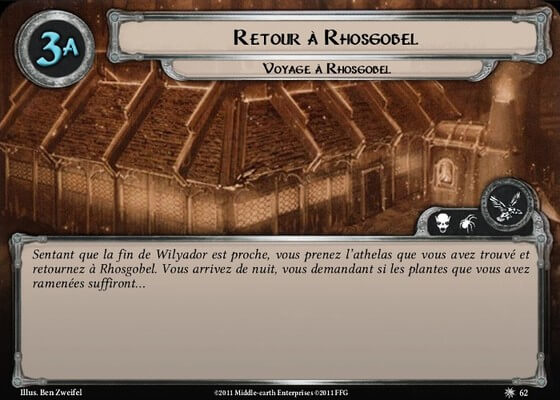 3A
Retour à Rhosgobel
Voyage à Rhosgobel
Sentant que la fin de Wilyador est proche, vous prenez l'athelas que vous avez trouvé et
retournez à Rhosgobel. Vous arrivez de nuit, vous demandant si les plantes que vous avez
ramenées suffiront...
Illus. Ben Zweifel
©2011 Middle-earth Enterprises ©2011 FFG
62